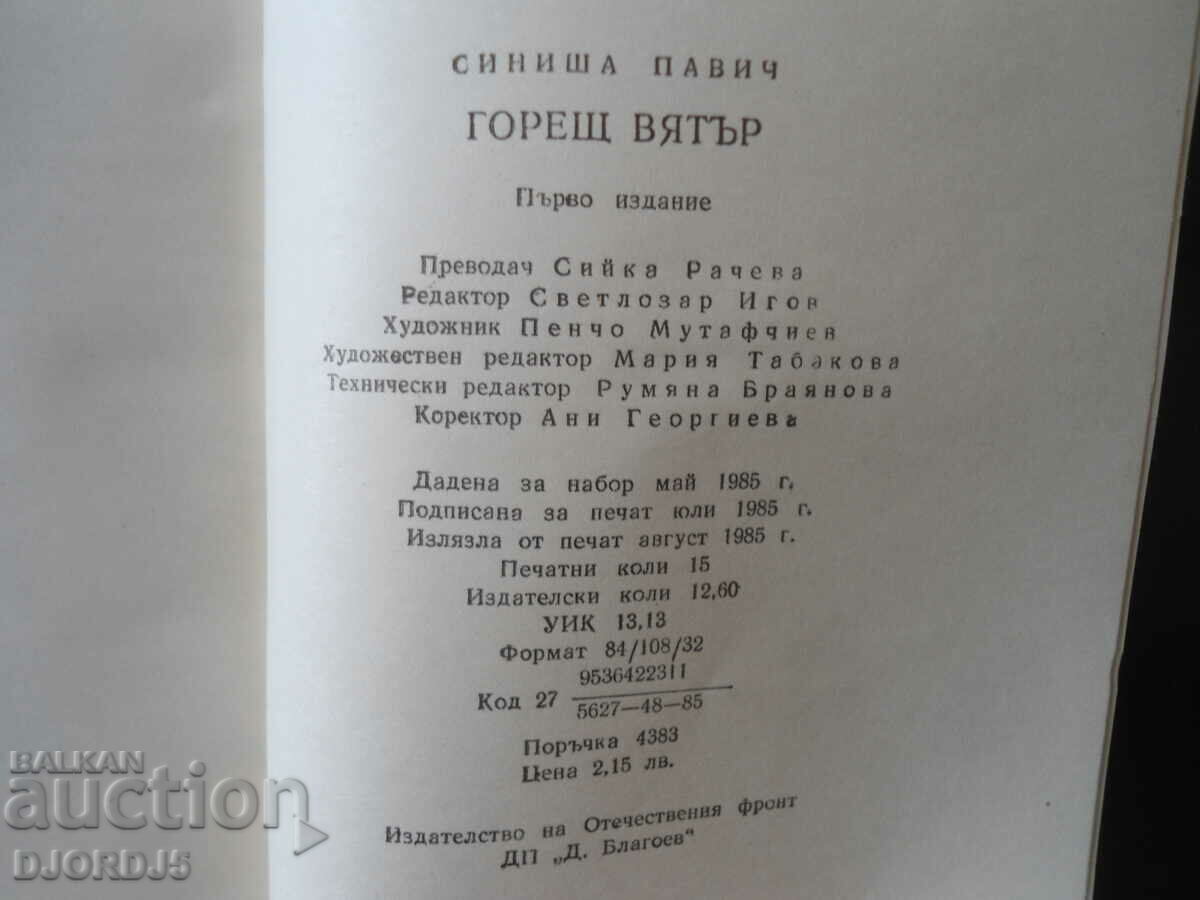 СИНИША ПАВИЧ
ГОРЕЩ ВЯТЪР
Първо издание
Преводач Сийка Рачева
Редактор Светлозар Игов
Художник Пенчо Мутафчиев
Художествен редактор Мария Табакова
Технически редактор Румяна Браянова
Коректор Ани Георгиева
Дадена за набор май 1985 г.
Подписана за печат юли 1985 г.
Излязла от печат август 1985 г.
Печатни коли 15
Издателски коли 12,60
УИК 13,13
Формат 84/108/32
9536422311
Код 27
5627—48—85
Поръчка 4383
Цена 2,15 лв.
Издателство на Отечествения фронт
ДП „Д. Благоев“
BALKAN
auction
DJORDJ5